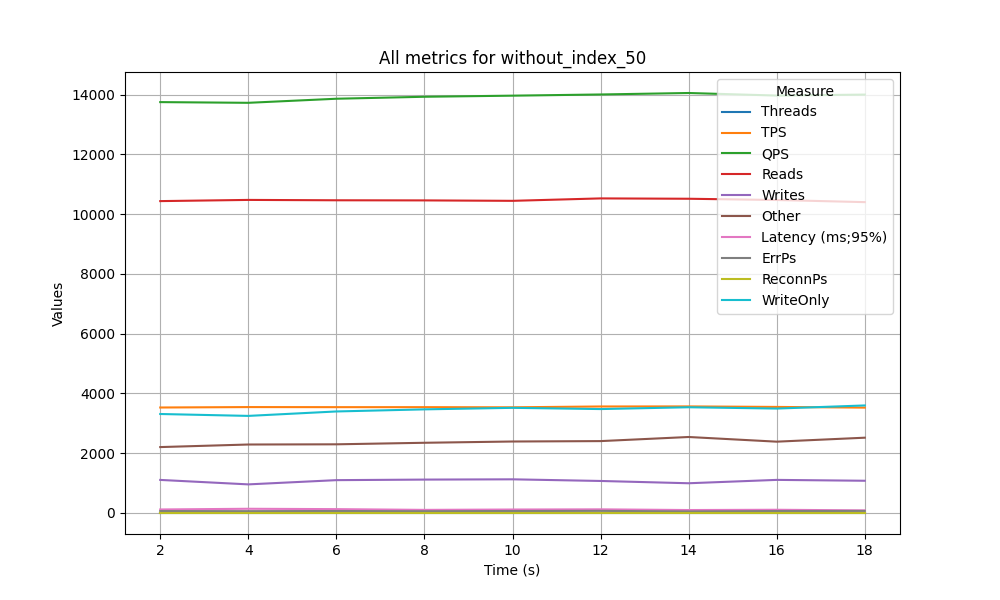 All metrics for without_index_50
Values
14000
12000
10000
8000
6000
4000
2000
0
Measure
Threads
TPS
QPS
Reads
Writes
Other
Latency (ms;95%)
ErrPs
ReconnPs
WriteOnly
2 4 6 8 10 12 14 16 18
Time (s)